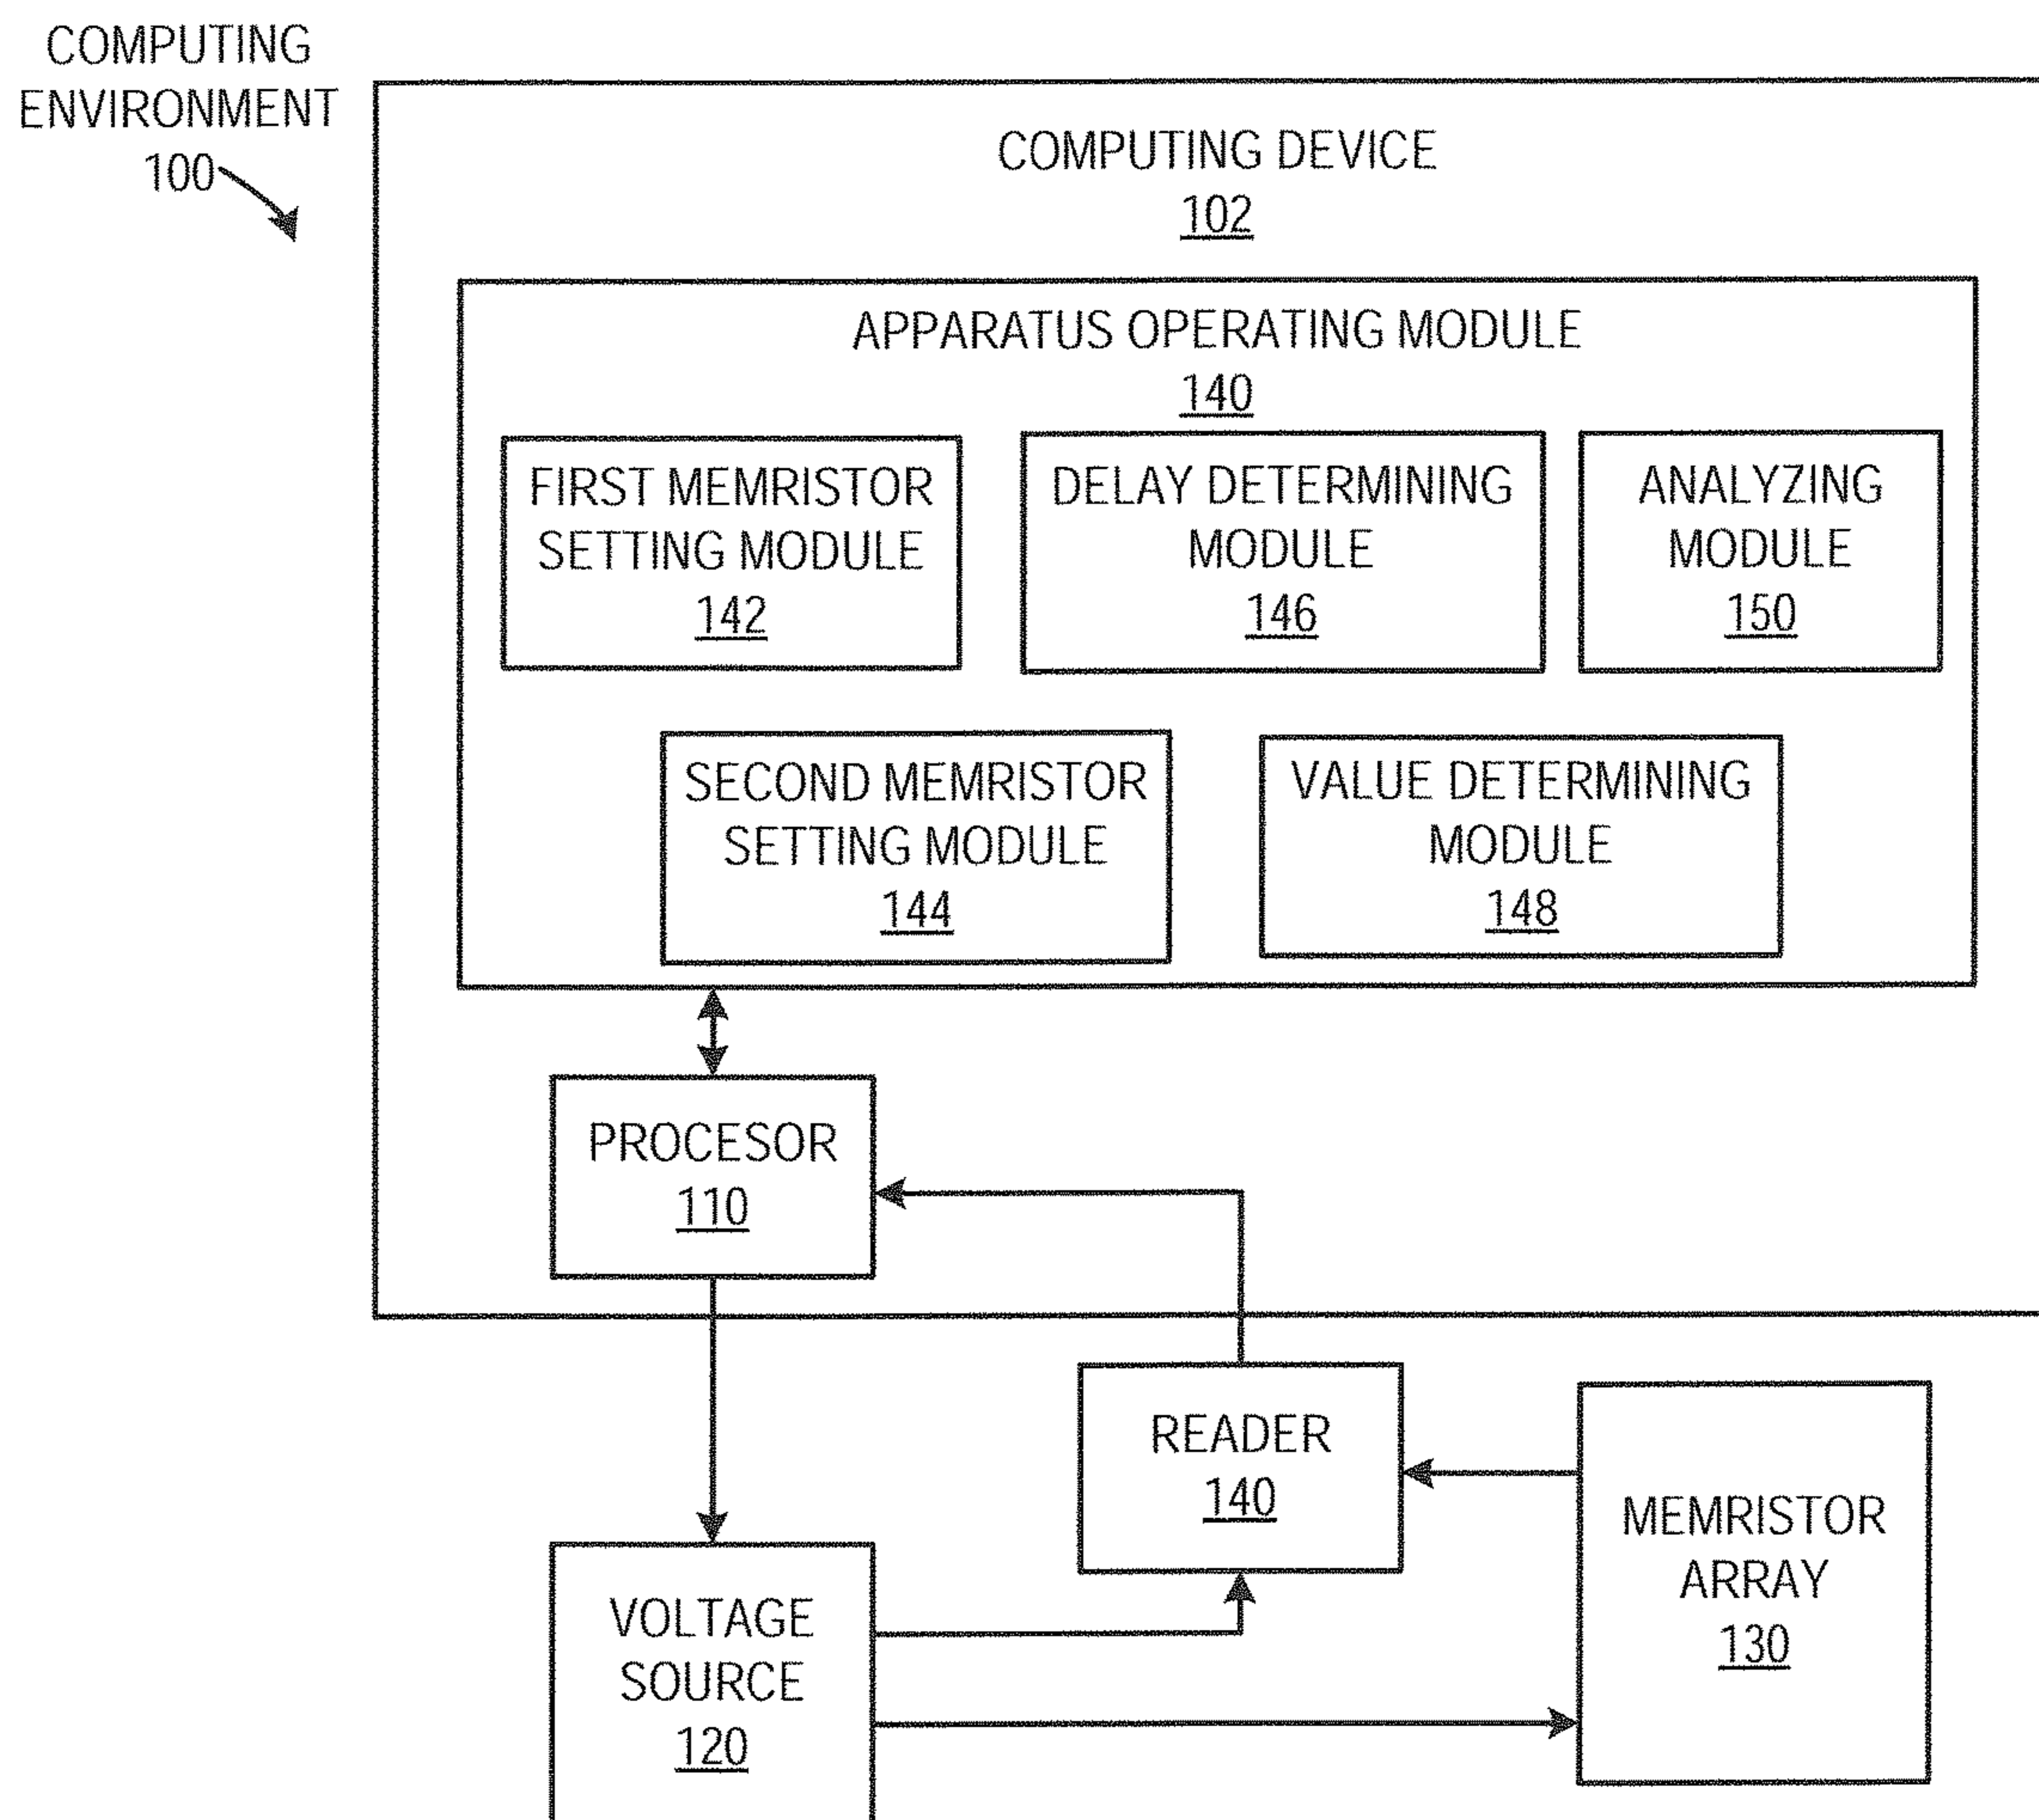 COMPUTING
ENVIRONMENT
100
COMPUTING DEVICE
102
APPARATUS OPERATING MODULE
140
FIRST MEMRISTOR
SETTING MODULE
142
DELAY DETERMINING
MODULE
146
ANALYZING
MODULE
150
SECOND MEMRISTOR
SETTING MODULE
144
VALUE DETERMINING
MODULE
148
PROCESOR
110
READER
140
MEMRISTOR
ARRAY
130
VOLTAGE
SOURCE
120